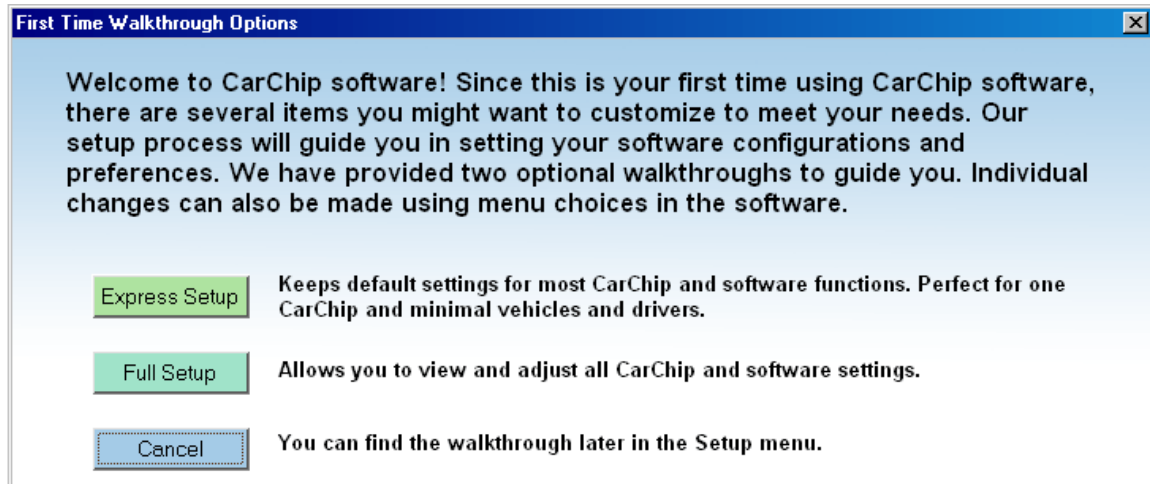 First Time Walkthrough Options
Welcome to CarChip software! Since this is your first time using CarChip software,
there are several items you might want to customize to meet your needs. Our
setup process will guide you in setting your software configurations and
preferences. We have provided two optional walkthroughs to guide you. Individual
changes can also be made using menu choices in the software.
Express Setup
Keeps default settings for most CarChip and software functions. Perfect for one
CarChip and minimal vehicles and drivers.
Full Setup
Allows you to view and adjust all CarChip and software settings.
Cancel
You can find the walkthrough later in the Setup menu.